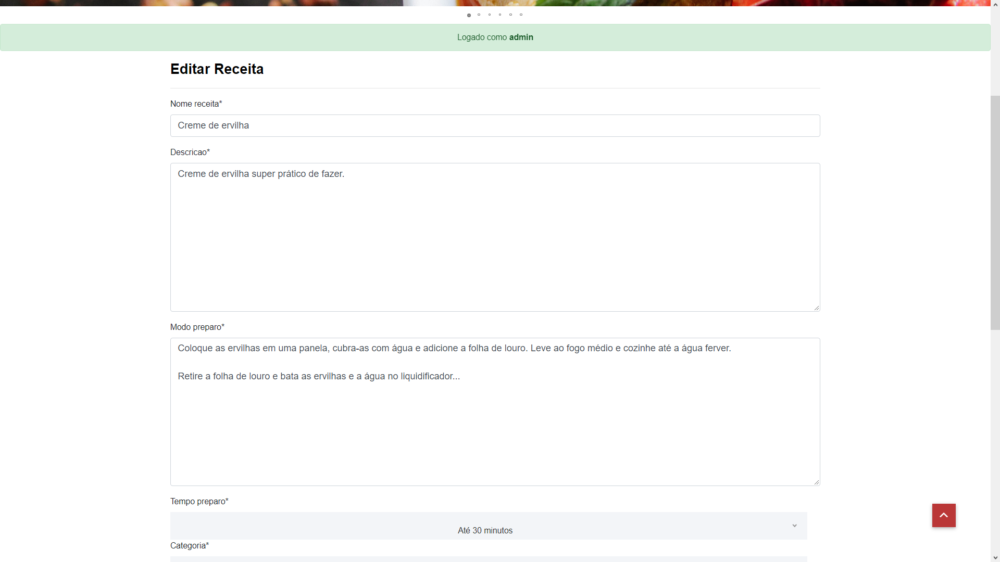 Logado como admin
Editar Receita
Nome receita*
Creme de ervilha
Descricao*
Creme de ervilha super prático de fazer.
Modo preparo*
Coloque as ervilhas em uma panela, cubra-as com água e adicione a folha de louro. Leve ao fogo médio e cozinhe até a água ferver.
Retire a folha de louro e bata as ervilhas e a água no liquidificador...
Tempo preparo*
Até 30 minutos
Categoria*